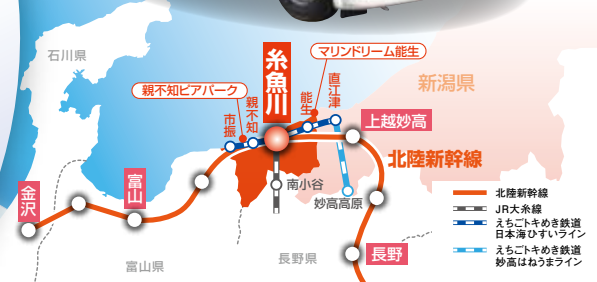 石川県
マリンドリーム能生
糸魚川
親不知ピアパーク
直江津
能生
親不知
市振
新潟県
上越妙高
北陸新幹線
南小谷
妙高高原
富山
金沢
長野
富山県
長野県
北陸新幹線
JR大糸線
えちごトキめき鉄道
日本海ひすいライン
えちごトキめき鉄道
妙高はねうまライン